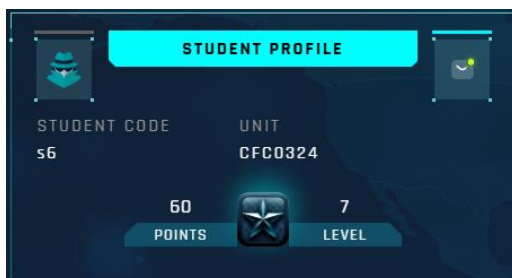 STUDENT PROFILE
STUDENT CODE UNIT
s6 CFC0324
60 7
POINTS LEVEL